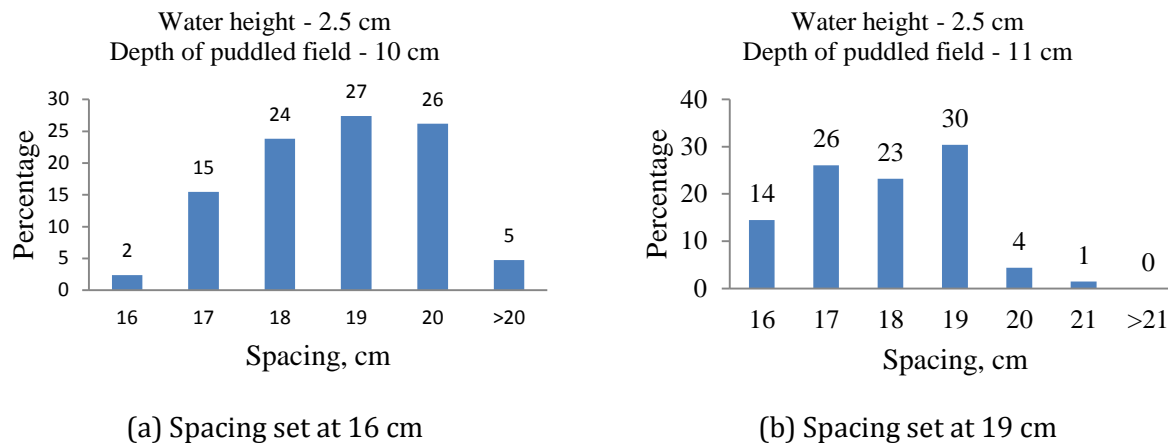 Water height - 2.5 cm
Depth of puddled field - 10 cm
Percentage
30
25
20
15
10
5
0
2
15
24
27
26
5
16 17 18 19 20 >20
Spacing, cm
(a) Spacing set at 16 cm
Water height - 2.5 cm
Depth of puddled field - 11 cm
Percentage
40
30
20
10
0
14
26
23
30
4
1
0
16 17 18 19 20 21 >21
Spacing, cm
(b) Spacing set at 19 cm